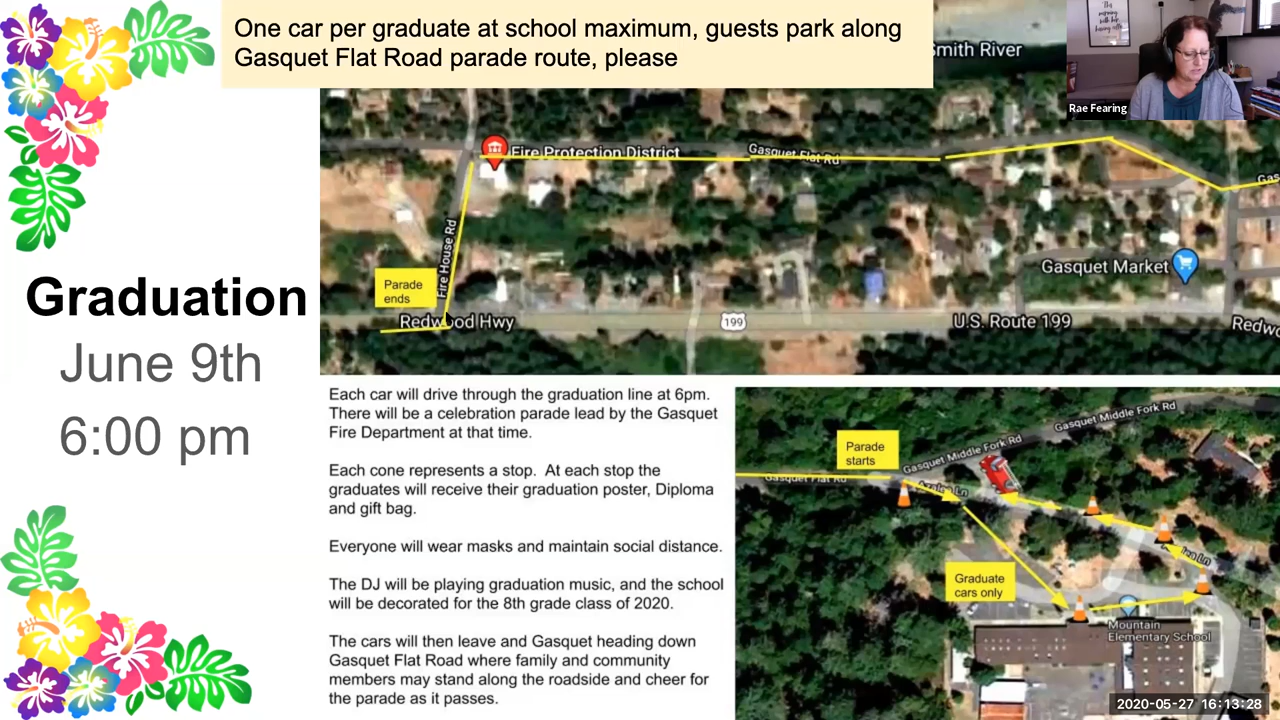 One car per graduate at school maximum, guests park along
Gasquet Flat Road parade route, please
Smith River
Rae Fearing
Fire Protection District
Gasquet Flat Rd
Gas
Fire House Rd
Gasquet Market
Parade
ends
Redwood Hwy
199
U.S. Route 199
Redwo
Graduation
June 9th
6:00 pm
Each car will drive through the graduation line at 6pm.
There will be a celebration parade lead by the Gasquet
Fire Department at that time.
Each cone represents a stop. At each stop the
graduates will receive their graduation poster, Diploma
and gift bag.
Everyone will wear masks and maintain social distance.
The DJ will be playing graduation music, and the school
will be decorated for the 8th grade class of 2020.
The cars will then leave and Gasquet heading down
Gasquet Flat Road where family and community
members may stand along the roadside and cheer for
the parade as it passes.
Gasquet Middle Fork Rd
Parade
starts
Gasquet Middle Fork Rd
Gasquet Flat Rd
Azalea Ln
Azalea Ln
Graduate
cars only
Mountain
Elementary School
2020-05-27 16:13:28